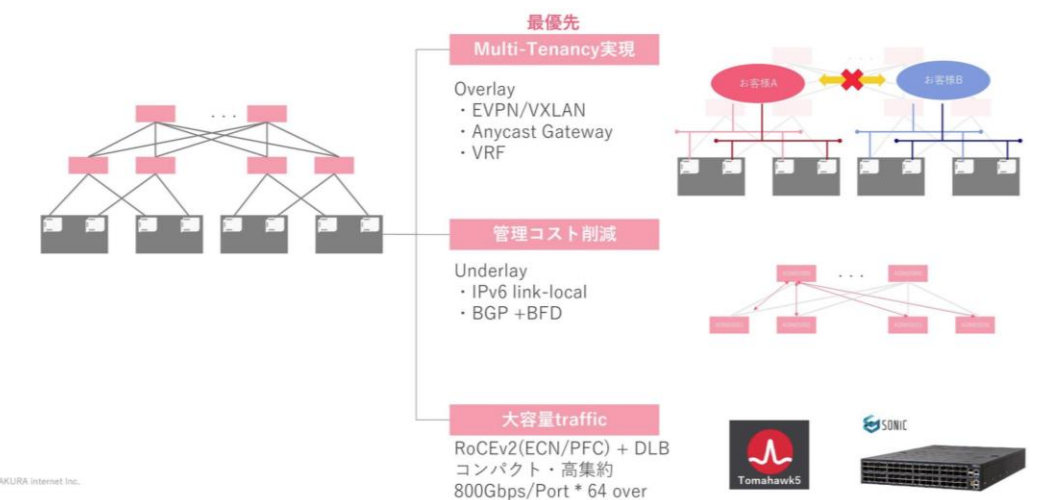 最優先
Multi-Tenancy実現
Overlay
・EVPN/VXLAN
・Anycast Gateway
・VRF
お客様A
お客様B
・・・
管理コスト削減
Underlay
・IPv6 link-local
・BGP +BFD
・・・
大容量traffic
RoCEv2(ECN/PFC) + DLB
コンパクト・高集約
800Gbps/Port * 64 over
Tomahawk5
SONiC
AKURA internet Inc.